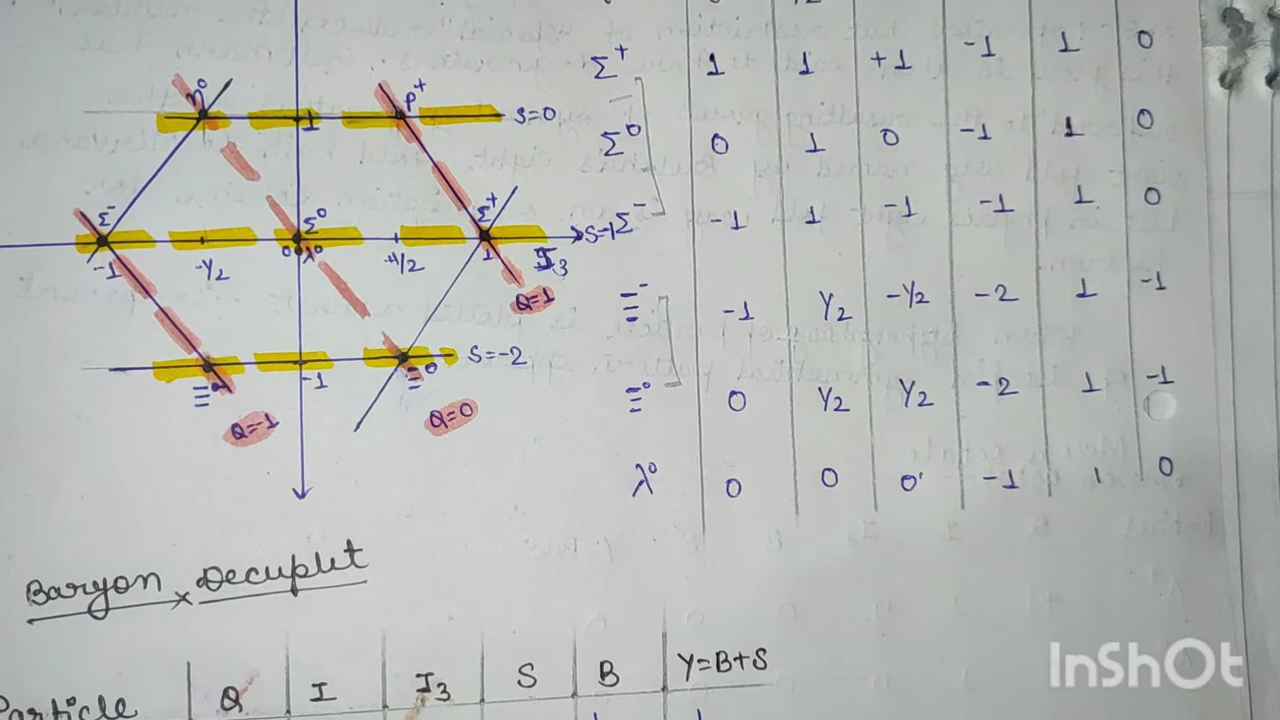 n⁰ p⁺ S=0
1
Σ⁻ Σ⁰ Σ⁺ S=-1
-1 -1/2 0 λ⁰ +1/2 1 I₃
Q=1
Ξ⁻ -1 Ξ⁰ S=-2
Q=-1 Q=0
Σ⁺ 1 1 +1 -1 1 0
Σ⁰ 0 1 0 -1 1 0
Σ⁻ -1 1 -1 -1 1 0
Ξ⁻ -1 1/2 -1/2 -2 1 -1
Ξ⁰ 0 1/2 1/2 -2 1 -1
λ⁰ 0 0 0 -1 1 0
Baryon Decuplet
Particle Q I I₃ S B Y=B+S
InShOt